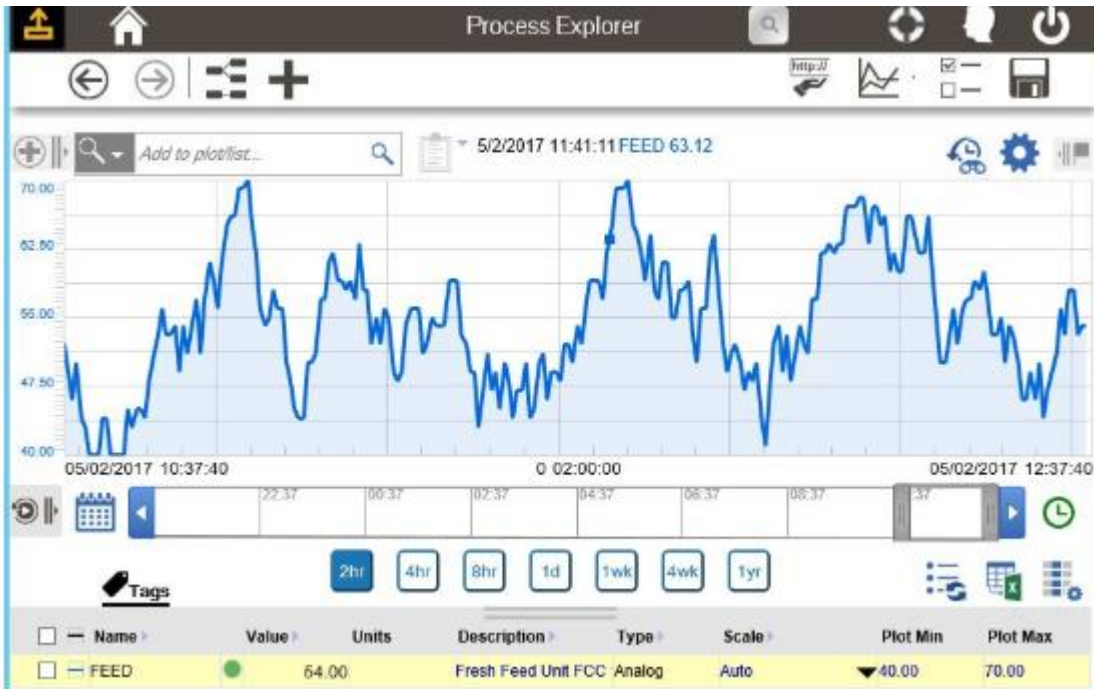 Process Explorer
http://
Add to plot/list...
5/2/2017 11:41:11 FEED 63.12
70.00
62.50
55.00
47.50
40.00
05/02/2017 10:37:40 0 02:00:00 05/02/2017 12:37:40
22:37 00:37 02:37 04:37 06:37 08:37 :37
2hr 4hr 8hr 1d 1wk 4wk 1yr
Tags
Name Value Units Description Type Scale Plot Min Plot Max
FEED 54.00 Fresh Feed Unit FCC Analog Auto 40.00 70.00